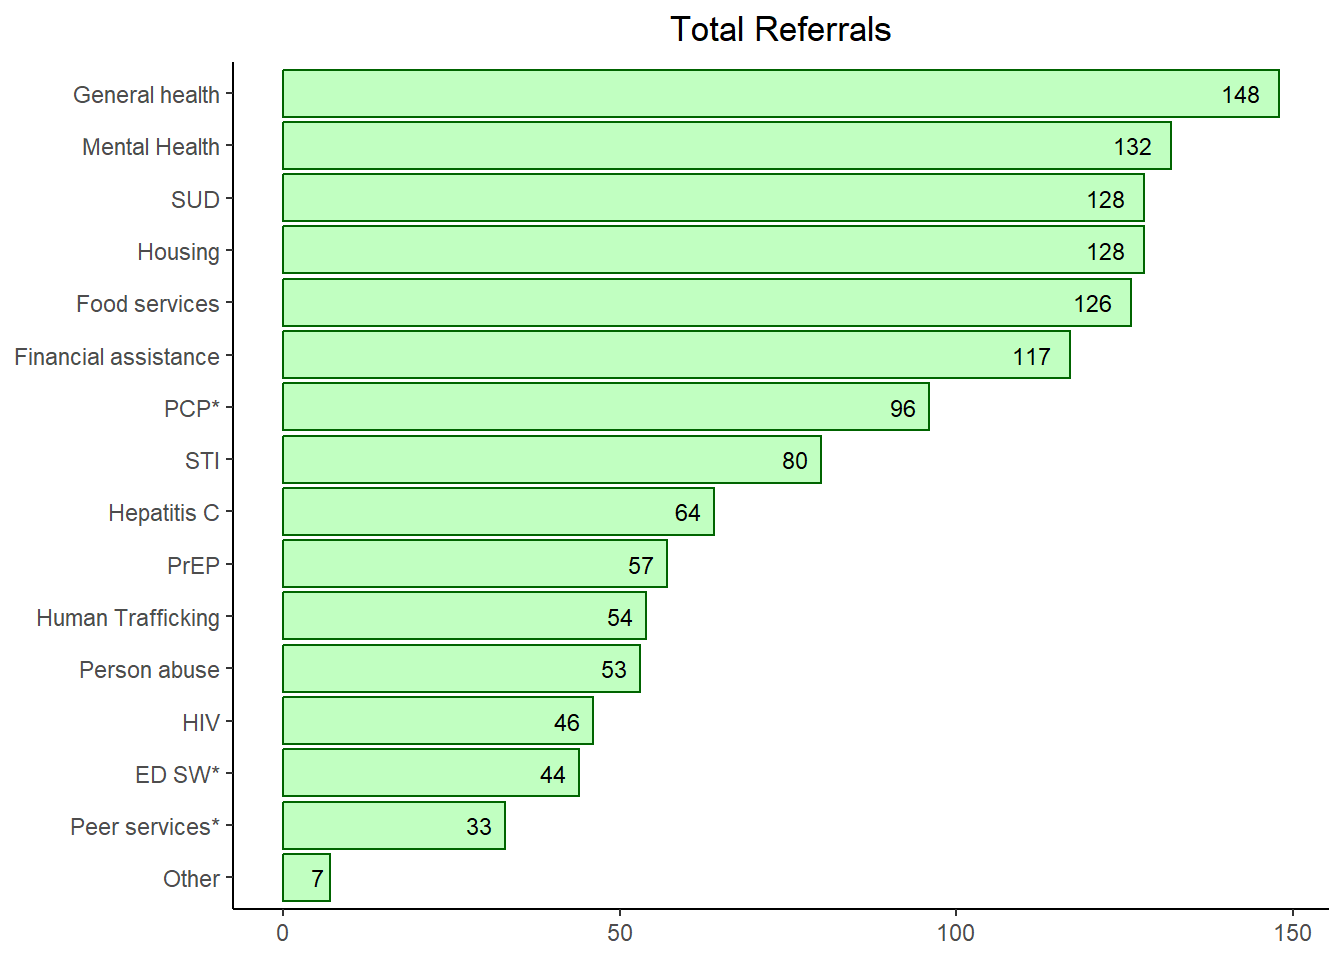 Total Referrals
General health 148
Mental Health 132
SUD 128
Housing 128
Food services 126
Financial assistance 117
PCP* 96
STI 80
Hepatitis C 64
PrEP 57
Human Trafficking 54
Person abuse 53
HIV 46
ED SW* 44
Peer services* 33
Other 7
0 50 100 150